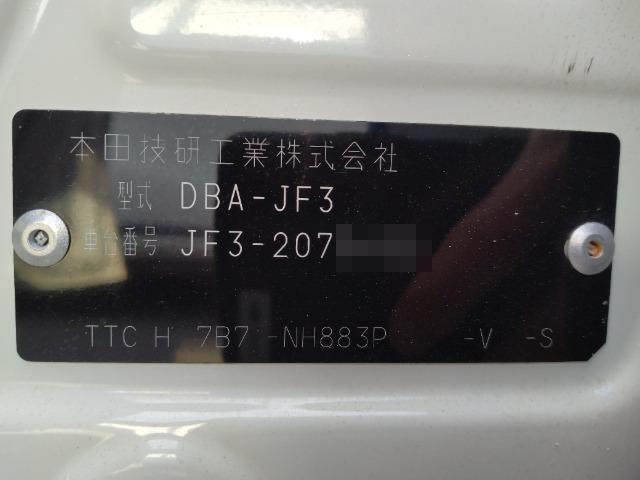 本田技研工業株式会社
型式 DBA-JF3
車台番号 JF3-207
TTC H 7B7 -NH883P -V -S